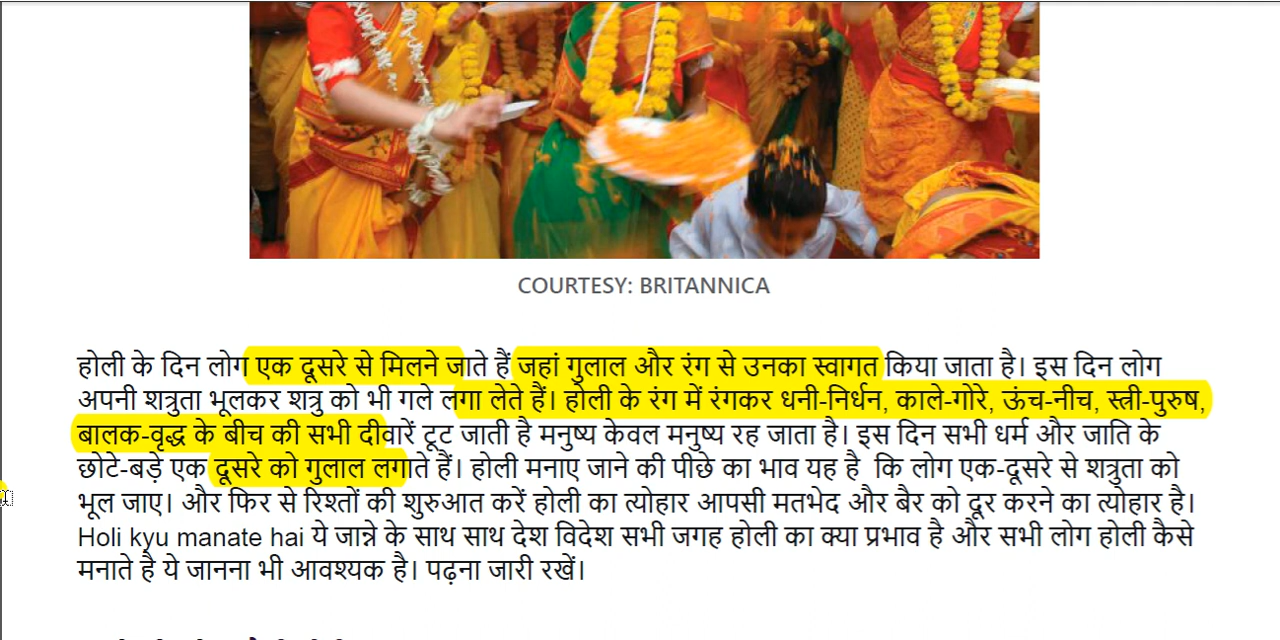 COURTESY: BRITANNICA
होली के दिन लोग एक दूसरे से मिलने जाते हैं जहां गुलाल और रंग से उनका स्वागत किया जाता है। इस दिन लोग
अपनी शत्रुता भूलकर शत्रु को भी गले लगा लेते हैं। होली के रंग में रंगकर धनी-निर्धन, काले-गोरे, ऊंच-नीच, स्त्री-पुरुष,
बालक-वृद्ध के बीच की सभी दीवारें टूट जाती है मनुष्य केवल मनुष्य रह जाता है। इस दिन सभी धर्म और जाति के
छोटे-बड़े एक दूसरे को गुलाल लगाते हैं। होली मनाए जाने की पीछे का भाव यह है कि लोग एक-दूसरे से शत्रुता को
भूल जाए। और फिर से रिश्तों की शुरुआत करें होली का त्योहार आपसी मतभेद और बैर को दूर करने का त्योहार है।
Holi kyu manate hai ये जान्ने के साथ साथ देश विदेश सभी जगह होली का क्या प्रभाव है और सभी लोग होली कैसे
मनाते है ये जानना भी आवश्यक है। पढ़ना जारी रखें।